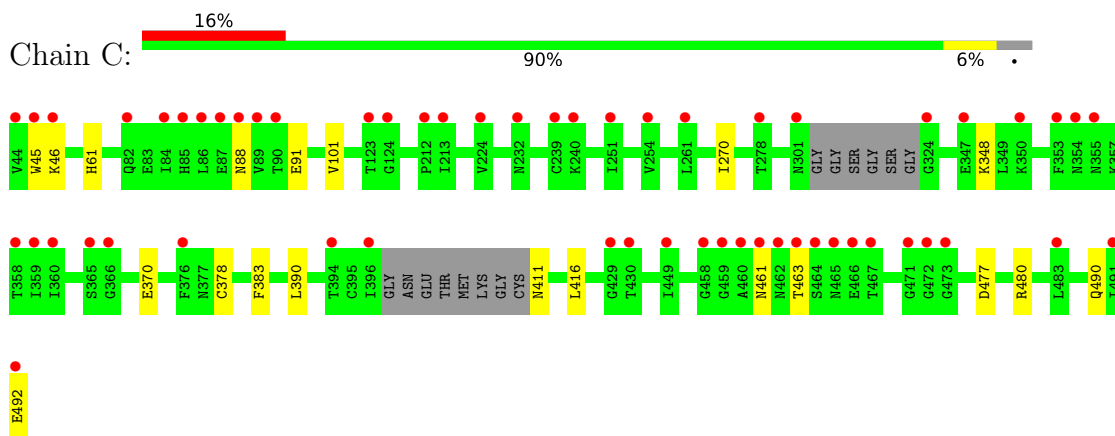 16%
Chain C:
90% 6% •
V44 W45 K46 H61 Q82 E83 I84 H85 L86 E87 N88 V89 T90 E91 V101 T123 G124 P212 I213 V224 N232 C239 K240 I251 V254 L261 I270 T278 N301 GLY GLY SER GLY SER GLY G324 E347 K348 L349 K350 F353 N354 N355 K357
T358 I359 I360 S365 G366 E370 F376 N377 C378 F383 L390 T394 C395 I396 GLY ASN GLU THR MET LYS GLY CYS N411 L416 G429 T430 I449 G458 G459 A460 N461 N462 T463 S464 N465 E466 T467 G471 G472 G473 D477 R480 L483 Q490 I491
E492